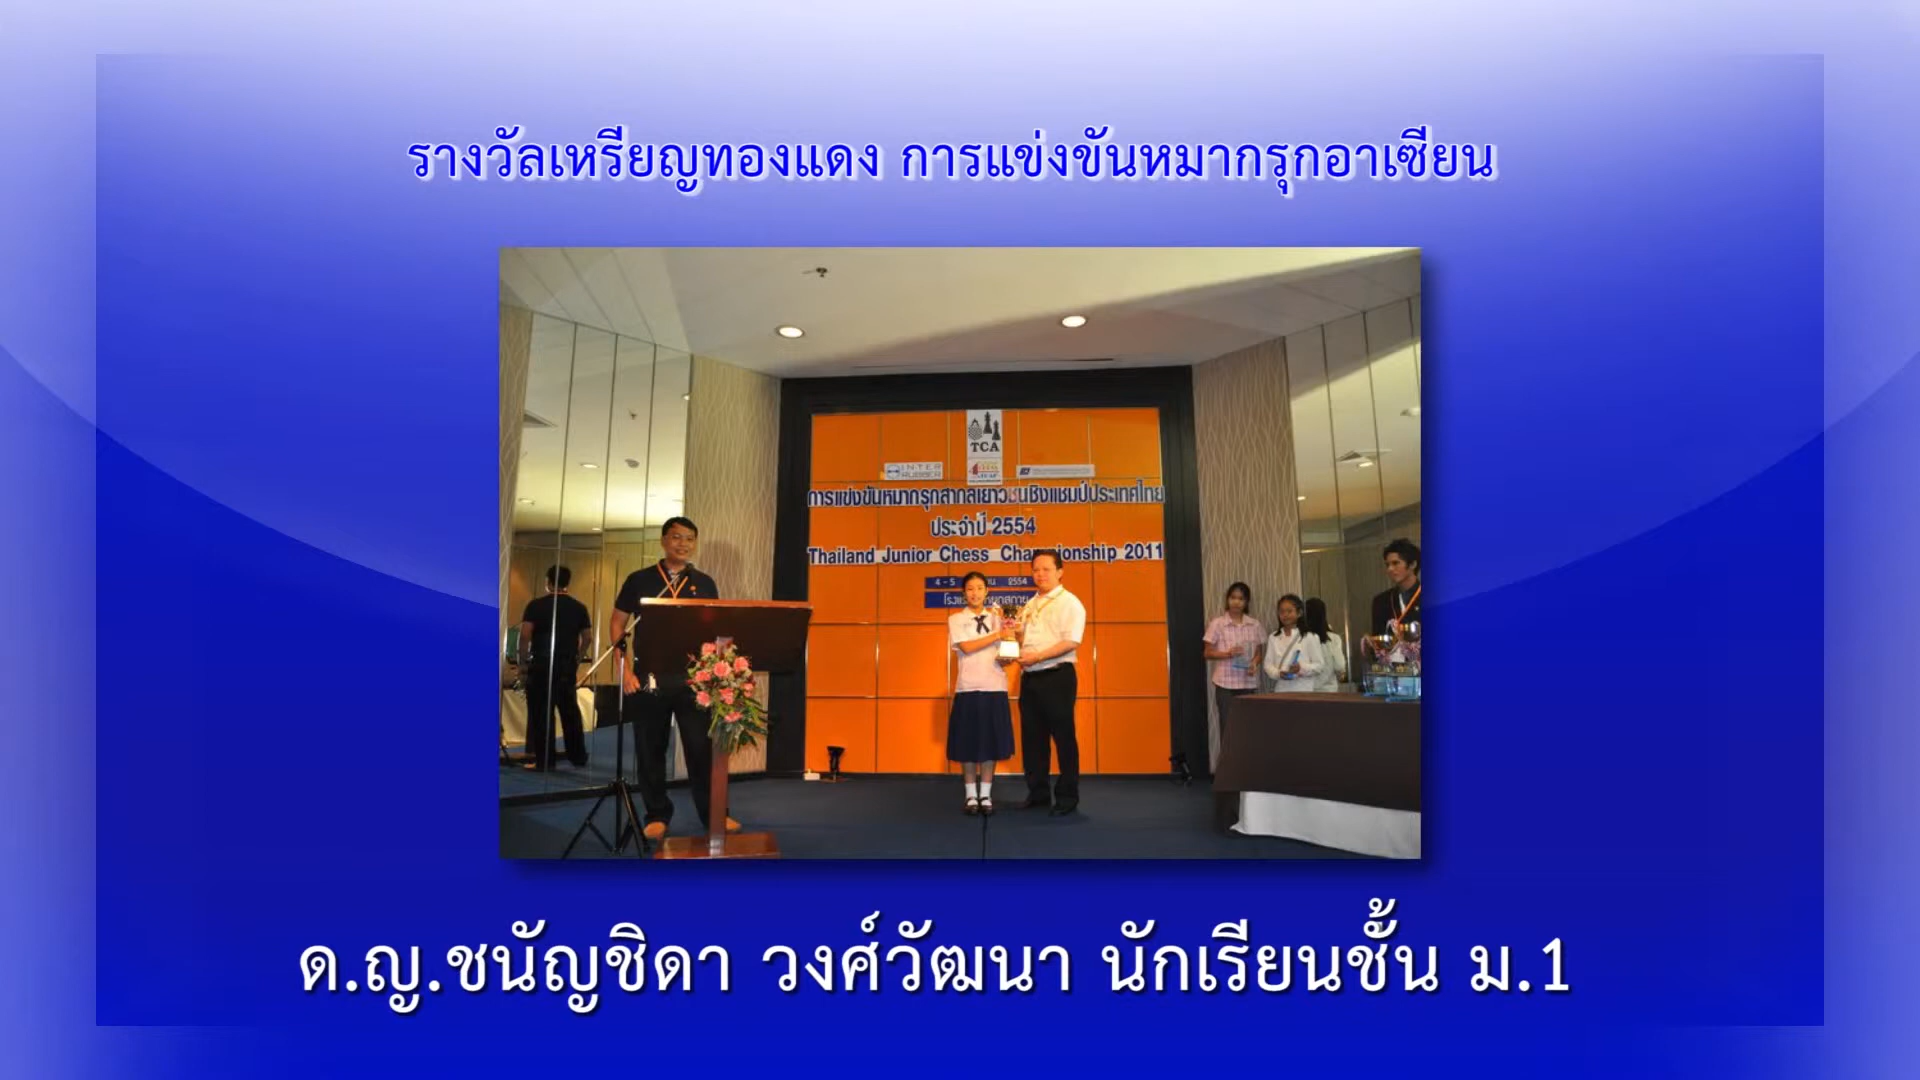 รางวัลเหรียญทองแดง การแข่งขันหมากรุกอาเซียน
TCA
INTER
RUBBER
การแข่งขันหมากรุกสากลเยาวชนชิงแชมป์ประเทศไทย
ประจำปี 2554
Thailand Junior Chess Championship 2011
4 - 5 2554
ด.ญ.ชนัญชิดา วงศ์วัฒนา นักเรียนชั้น ม.1